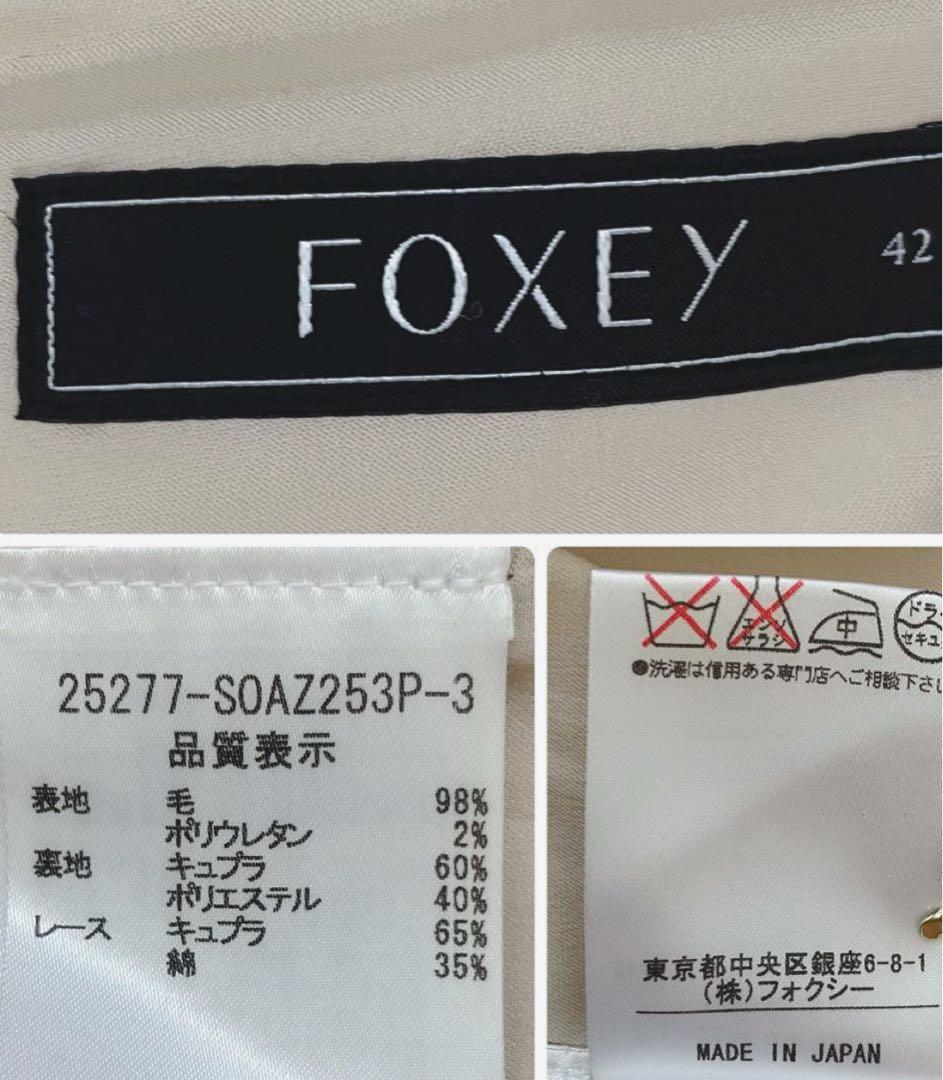 FOXEY
42
25277-SOAZ253P-3
品質表示
表地 毛 98%
ポリウレタン 2%
裏地 キュプラ 60%
ポリエステル 40%
レース キュプラ 65%
綿 35%
エンソ
サラシ
中
ドラ
セキユ
●洗濯は信用ある専門店へご相談下さい
東京都中央区銀座6-8-1
(株)フォクシー
MADE IN JAPAN